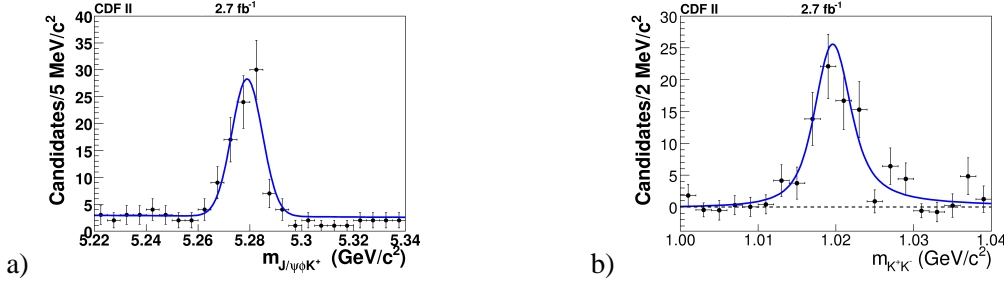 CDF II 2.7 fb⁻¹
Candidates/5 MeV/c²
40
35
30
25
20
15
10
5
0
5.22 5.24 5.26 5.28 5.3 5.32 5.34
m_J/ψϕK⁺ (GeV/c²)
a)
CDF II 2.7 fb⁻¹
Candidates/2 MeV/c²
30
25
20
15
10
5
0
1.00 1.01 1.02 1.03 1.04
m_K⁺K⁻ (GeV/c²)
b)